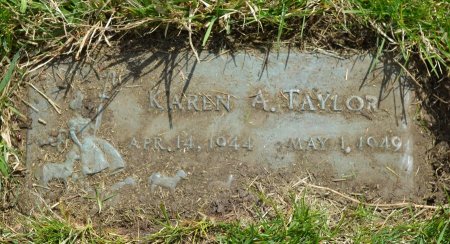 KAREN A. TAYLOR
APR. 14, 1944 MAY 1, 1949